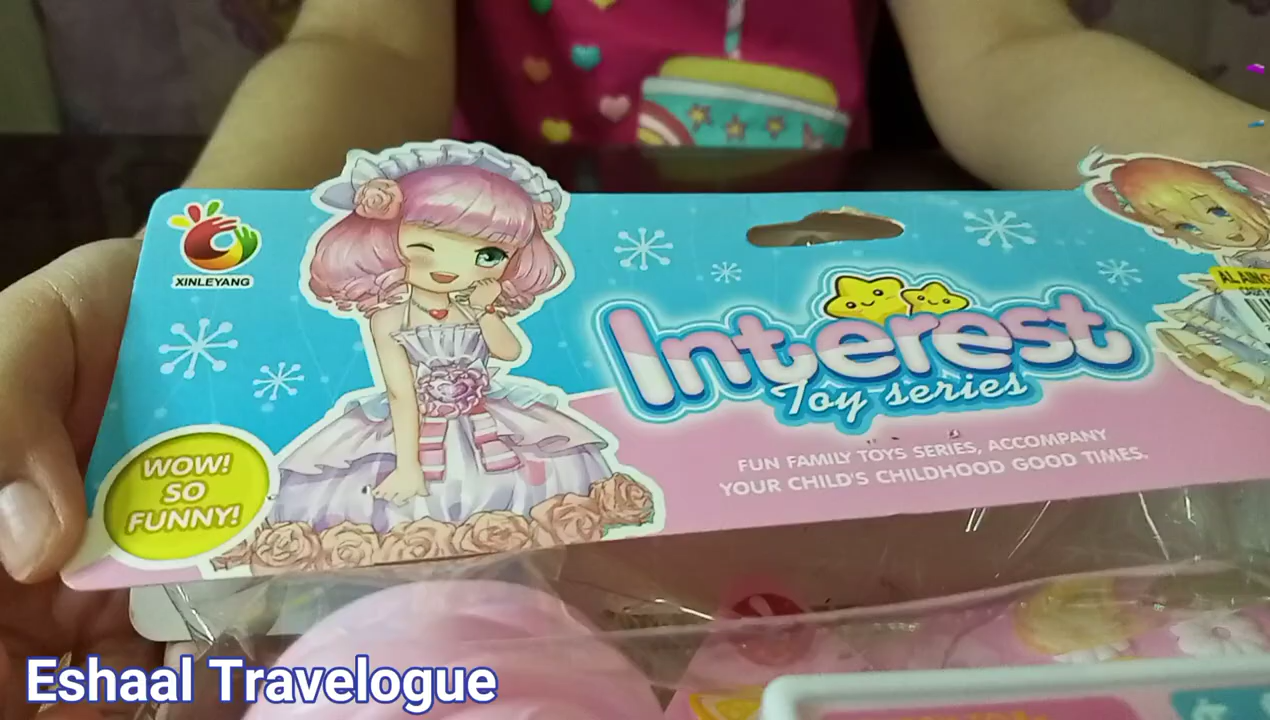 XINLEYANG
Interest
Toy series
FUN FAMILY TOYS SERIES, ACCOMPANY
YOUR CHILD'S CHILDHOOD GOOD TIMES.
WOW!
SO
FUNNY!
Eshaal Travelogue